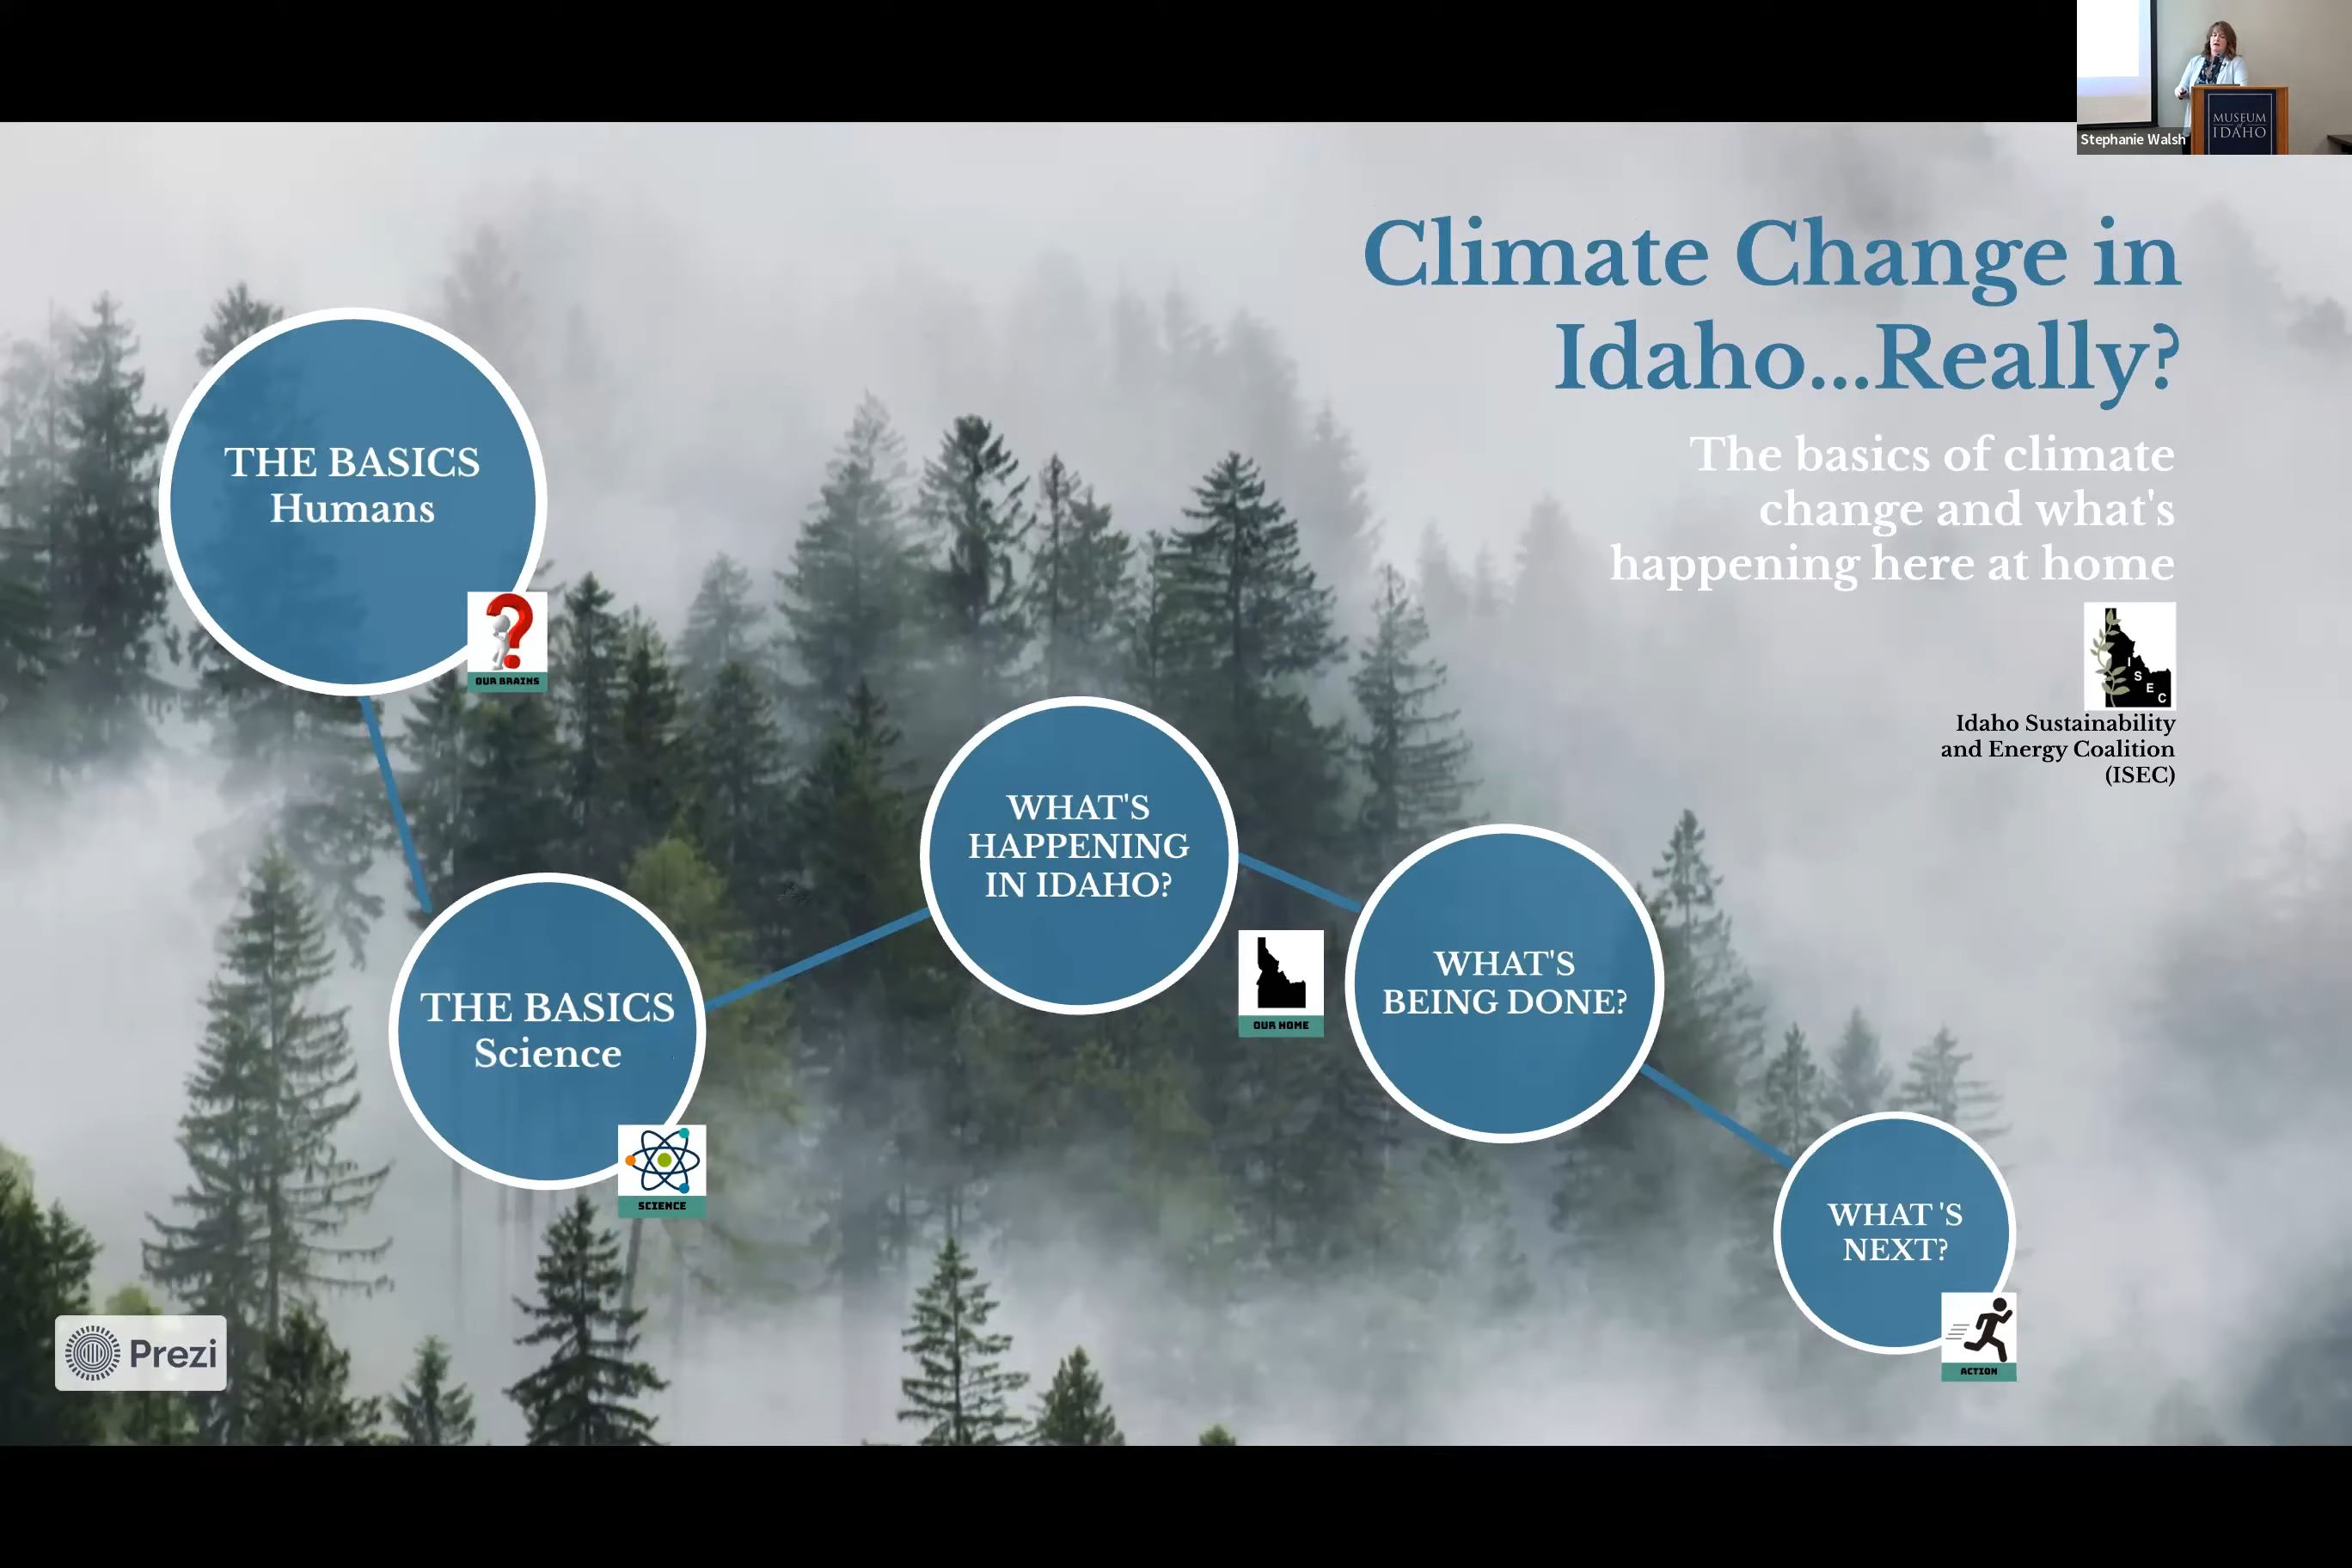 Stephanie Walsh
MUSEUM
of
IDAHO
Climate Change in
Idaho...Really?
The basics of climate
change and what's
happening here at home
I
S
E
C
Idaho Sustainability
and Energy Coalition
(ISEC)
THE BASICS
Humans
OUR BRAINS
THE BASICS
Science
SCIENCE
WHAT'S
HAPPENING
IN IDAHO?
OUR HOME
WHAT'S
BEING DONE?
WHAT 'S
NEXT?
ACTION
Prezi